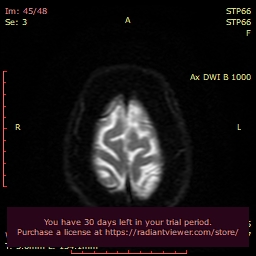 Im: 45/48
Se: 3
A
STP66
STP66
F
Ax DWI B 1000
R
L
You have 30 days left in your trial period.
Purchase a license at https://radiantviewer.com/store/